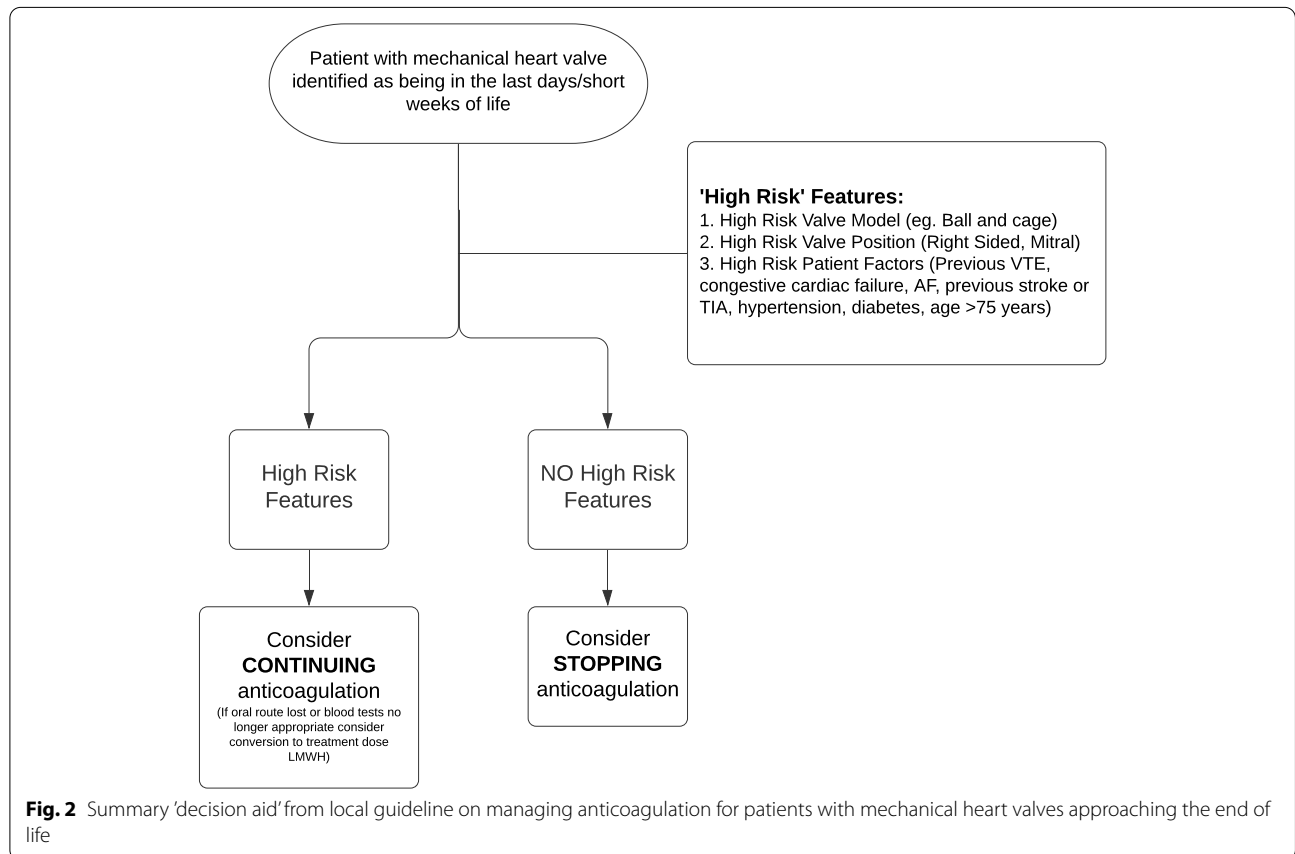 Patient with mechanical heart valve
identified as being in the last days/short
weeks of life
'High Risk' Features:
1. High Risk Valve Model (eg. Ball and cage)
2. High Risk Valve Position (Right Sided, Mitral)
3. High Risk Patient Factors (Previous VTE,
congestive cardiac failure, AF, previous stroke or
TIA, hypertension, diabetes, age >75 years)
High Risk
Features
NO High Risk
Features
Consider
CONTINUING
anticoagulation
(If oral route lost or blood tests no
longer appropriate consider
conversion to treatment dose
LMWH)
Consider
STOPPING
anticoagulation
Fig. 2 Summary 'decision aid' from local guideline on managing anticoagulation for patients with mechanical heart valves approaching the end of
life